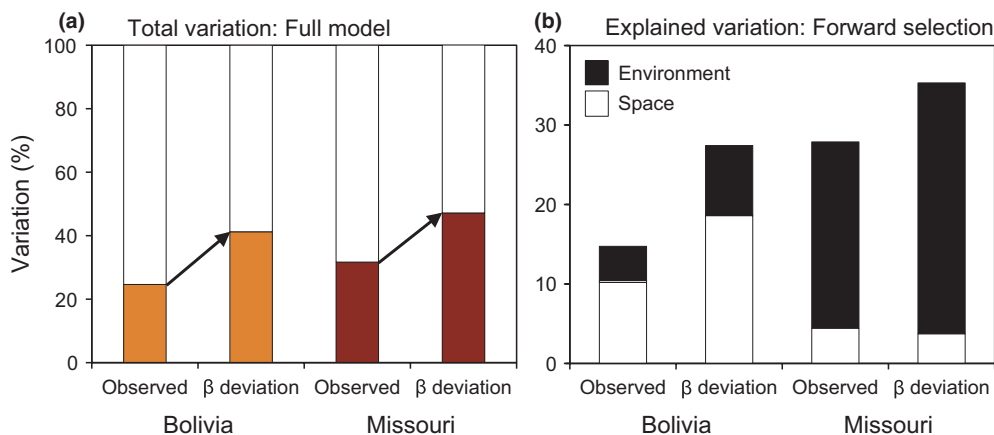 (a) Total variation: Full model
Variation (%)
100
80
60
40
20
0
Observed β deviation Observed β deviation
Bolivia Missouri
(b) Explained variation: Forward selection
40
30
20
10
0
Environment
Space
Observed β deviation Observed β deviation
Bolivia Missouri